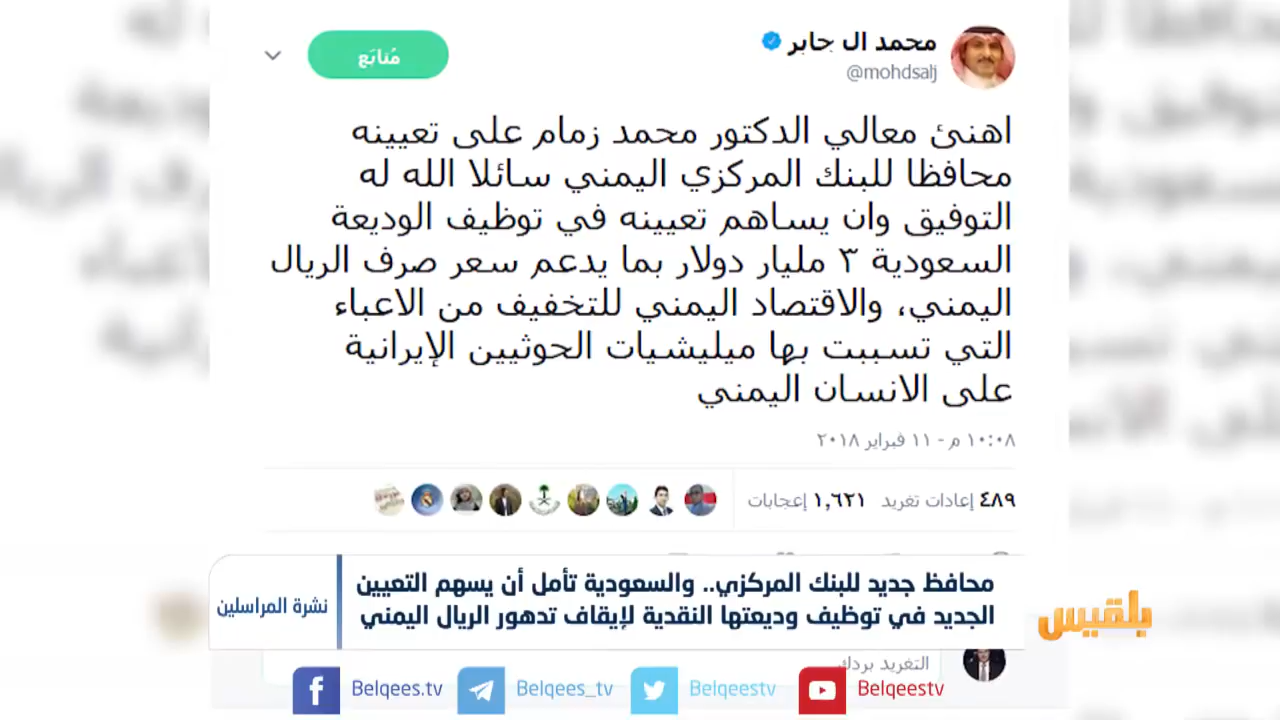 محمد ال جابر
@mohdsalj
مُتابَع
اهنئ معالي الدكتور محمد زمام على تعيينه
محافظا للبنك المركزي اليمني سائلا الله له
التوفيق وان يساهم تعيينه في توظيف الوديعة
السعودية ٣ مليار دولار بما يدعم سعر صرف الريال
اليمني، والاقتصاد اليمني للتخفيف من الاعباء
التي تسببت بها ميليشيات الحوثيين الإيرانية
على الانسان اليمني
١٠:٠٨ م - ١١ فبراير ٢٠١٨
٤٨٩ إعادات تغريد ١,٦٢١ إعجابات
محافظ جديد للبنك المركزي.. والسعودية تأمل أن يسهم التعيين
الجديد في توظيف وديعتها النقدية لإيقاف تدهور الريال اليمني
نشرة المراسلين
بلقيس
التغريد بردك
Belqees.tv
Belqees_tv
Belqeestv
Belqeestv